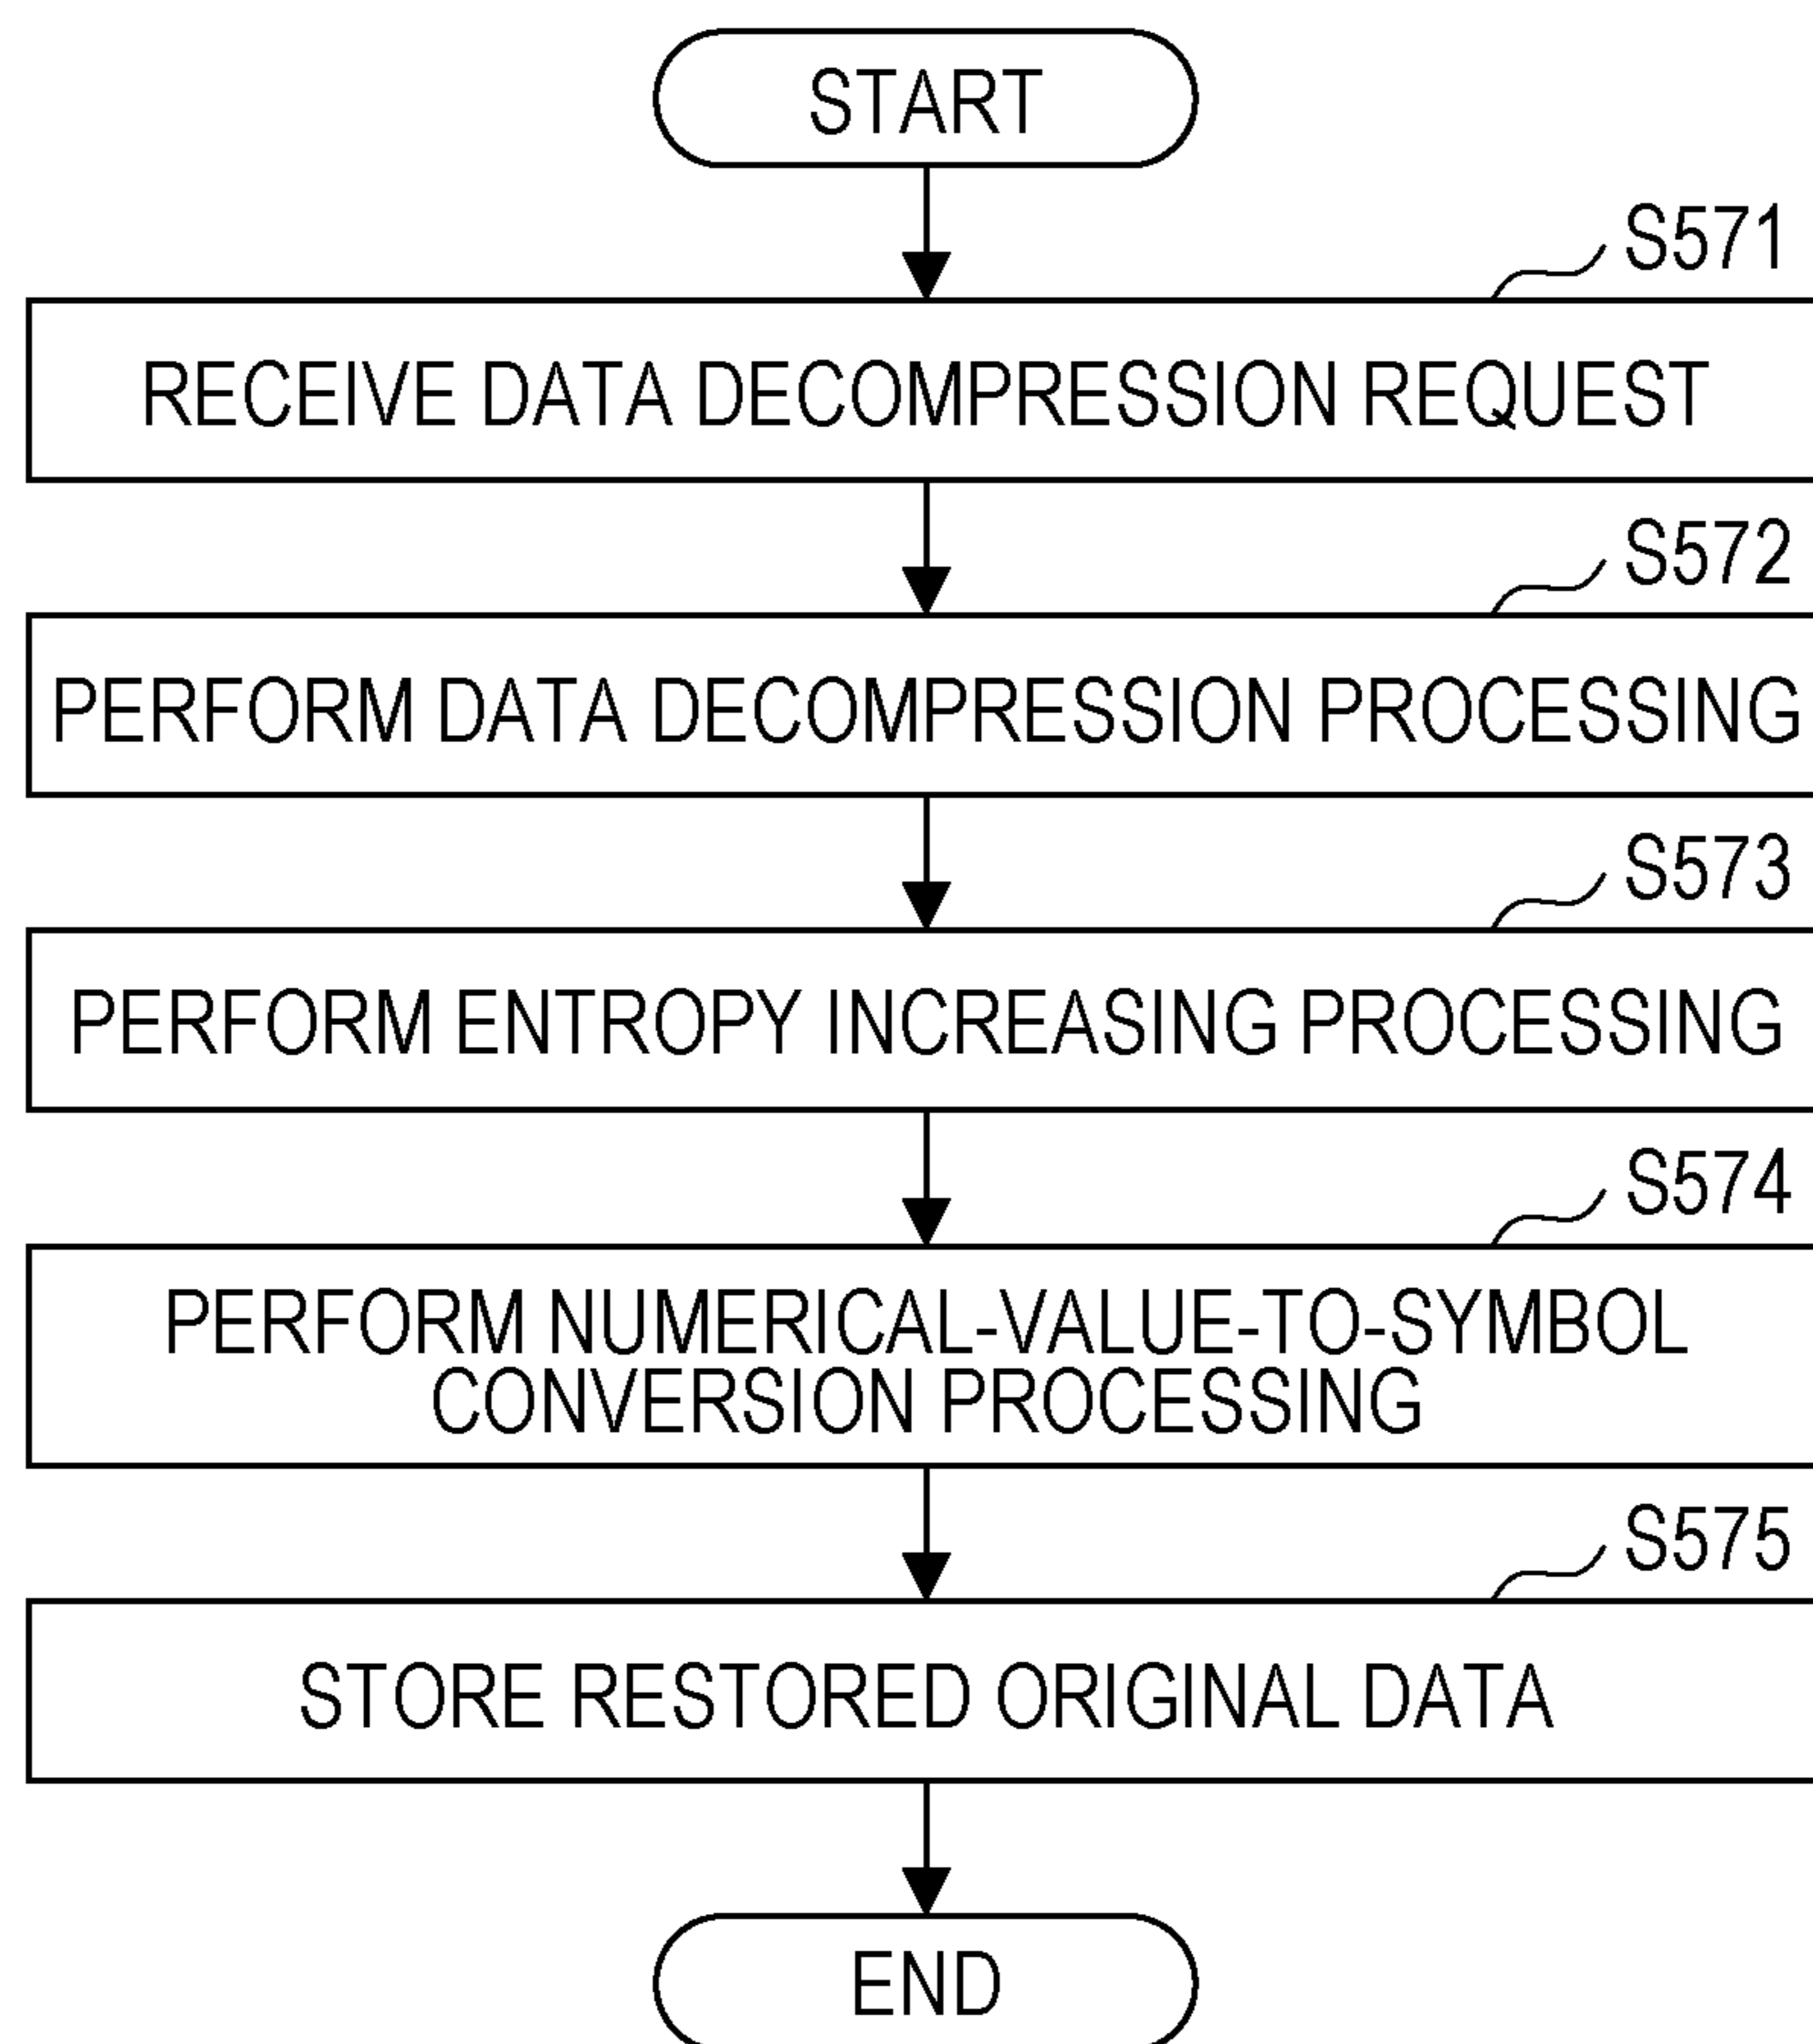 START
S571
RECEIVE DATA DECOMPRESSION REQUEST
S572
PERFORM DATA DECOMPRESSION PROCESSING
S573
PERFORM ENTROPY INCREASING PROCESSING
S574
PERFORM NUMERICAL-VALUE-TO-SYMBOL
CONVERSION PROCESSING
S575
STORE RESTORED ORIGINAL DATA
END